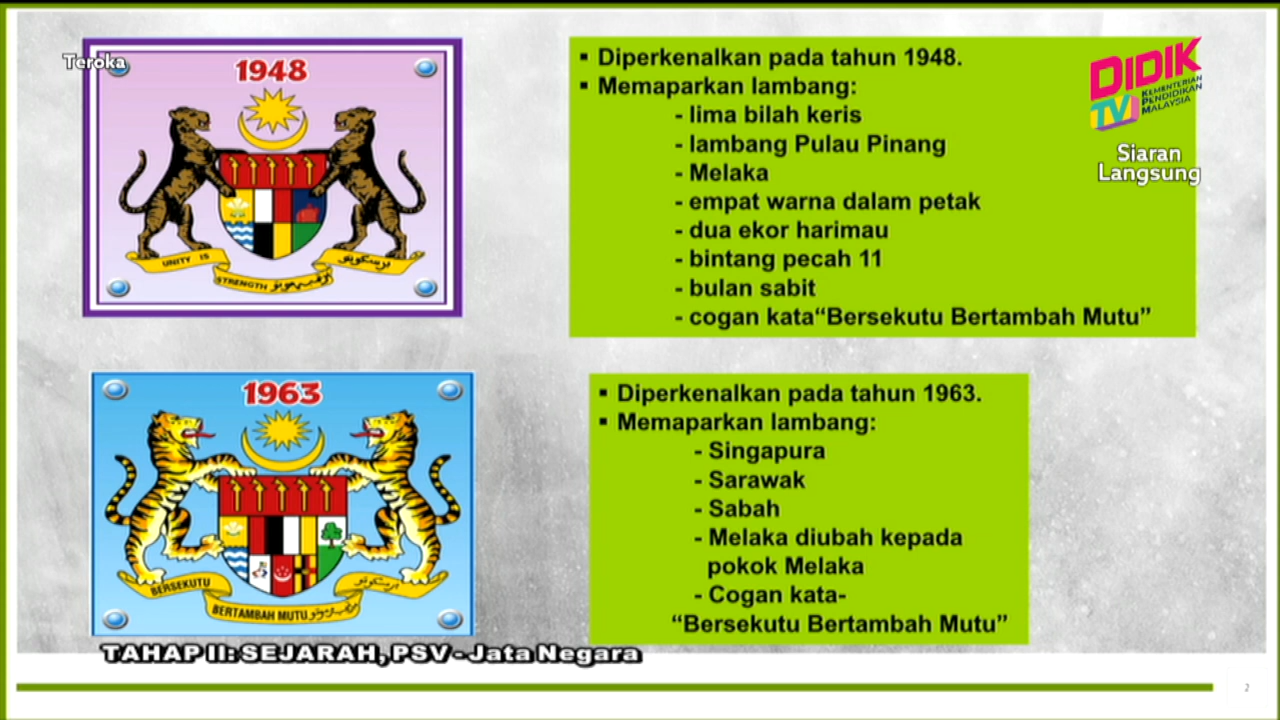 Teroka
1948
UNITY IS
STRENGTH
▪ Diperkenalkan pada tahun 1948.
▪ Memaparkan lambang:
- lima bilah keris
- lambang Pulau Pinang
- Melaka
- empat warna dalam petak
- dua ekor harimau
- bintang pecah 11
- bulan sabit
- cogan kata“Bersekutu Bertambah Mutu”
DIDIK
TV
KEMENTERIAN
PENDIDIKAN
MALAYSIA
Siaran
Langsung
1963
BERSEKUTU
BERTAMBAH MUTU
▪ Diperkenalkan pada tahun 1963.
▪ Memaparkan lambang:
- Singapura
- Sarawak
- Sabah
- Melaka diubah kepada
pokok Melaka
- Cogan kata-
“Bersekutu Bertambah Mutu”
TAHAP II: SEJARAH, PSV - Jata Negara
2